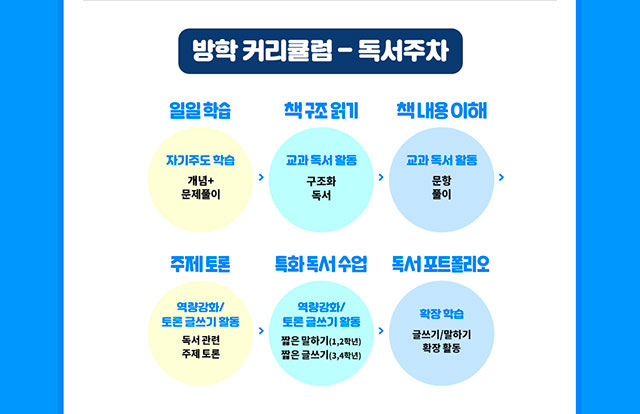 방학 커리큘럼 – 독서주차
일일 학습
책 구조 읽기
책 내용 이해
자기주도 학습
개념+
문제풀이
>
교과 독서 활동
구조화
독서
>
교과 독서 활동
문항
풀이
>
주제 토론
특화 독서 수업
독서 포트폴리오
역량강화/
토론 글쓰기 활동
독서 관련
주제 토론
>
역량강화/
토론 글쓰기 활동
짧은 말하기(1,2학년)
짧은 글쓰기(3,4학년)
>
확장 학습
글쓰기/말하기
확장 활동